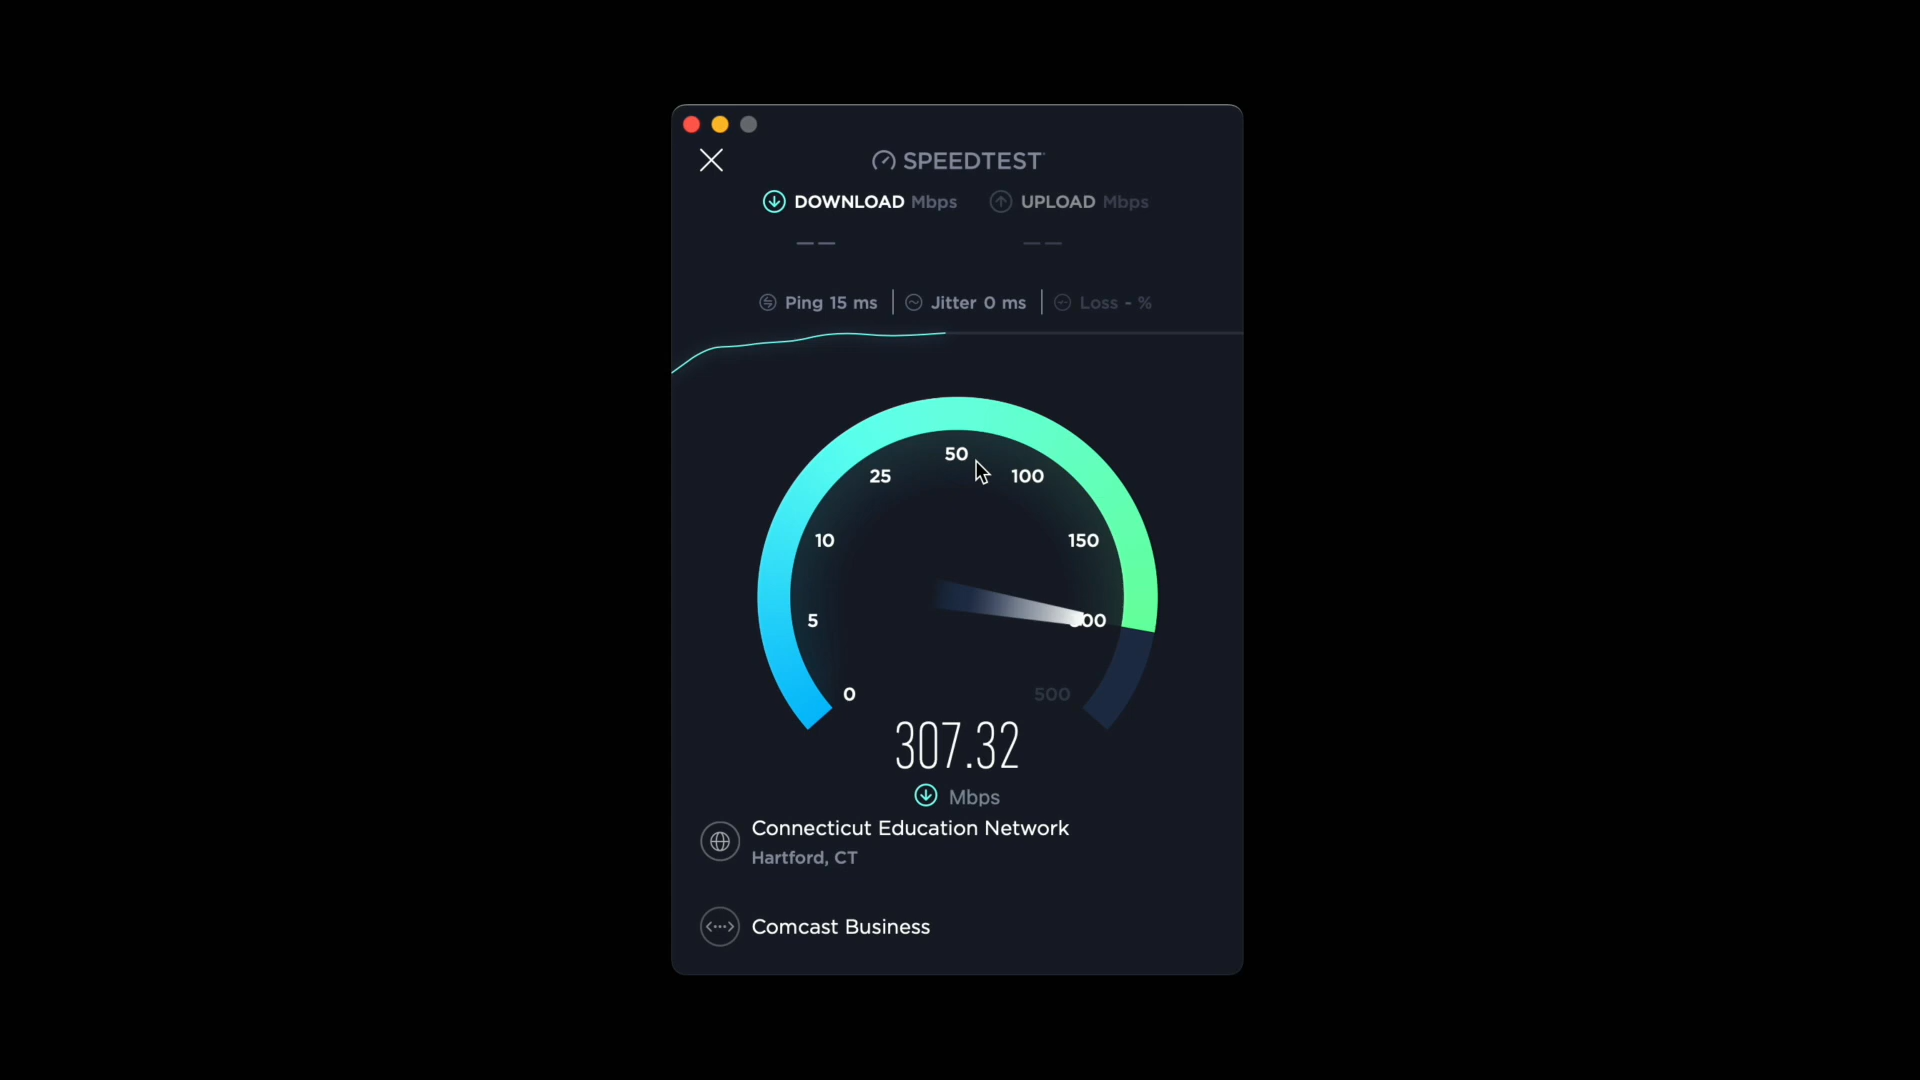 SPEEDTEST
DOWNLOAD Mbps UPLOAD Mbps
— — — —
Ping 15 ms Jitter 0 ms Loss - %
50
25 100
10 150
5
0 500
307.32
Mbps
Connecticut Education Network
Hartford, CT
Comcast Business